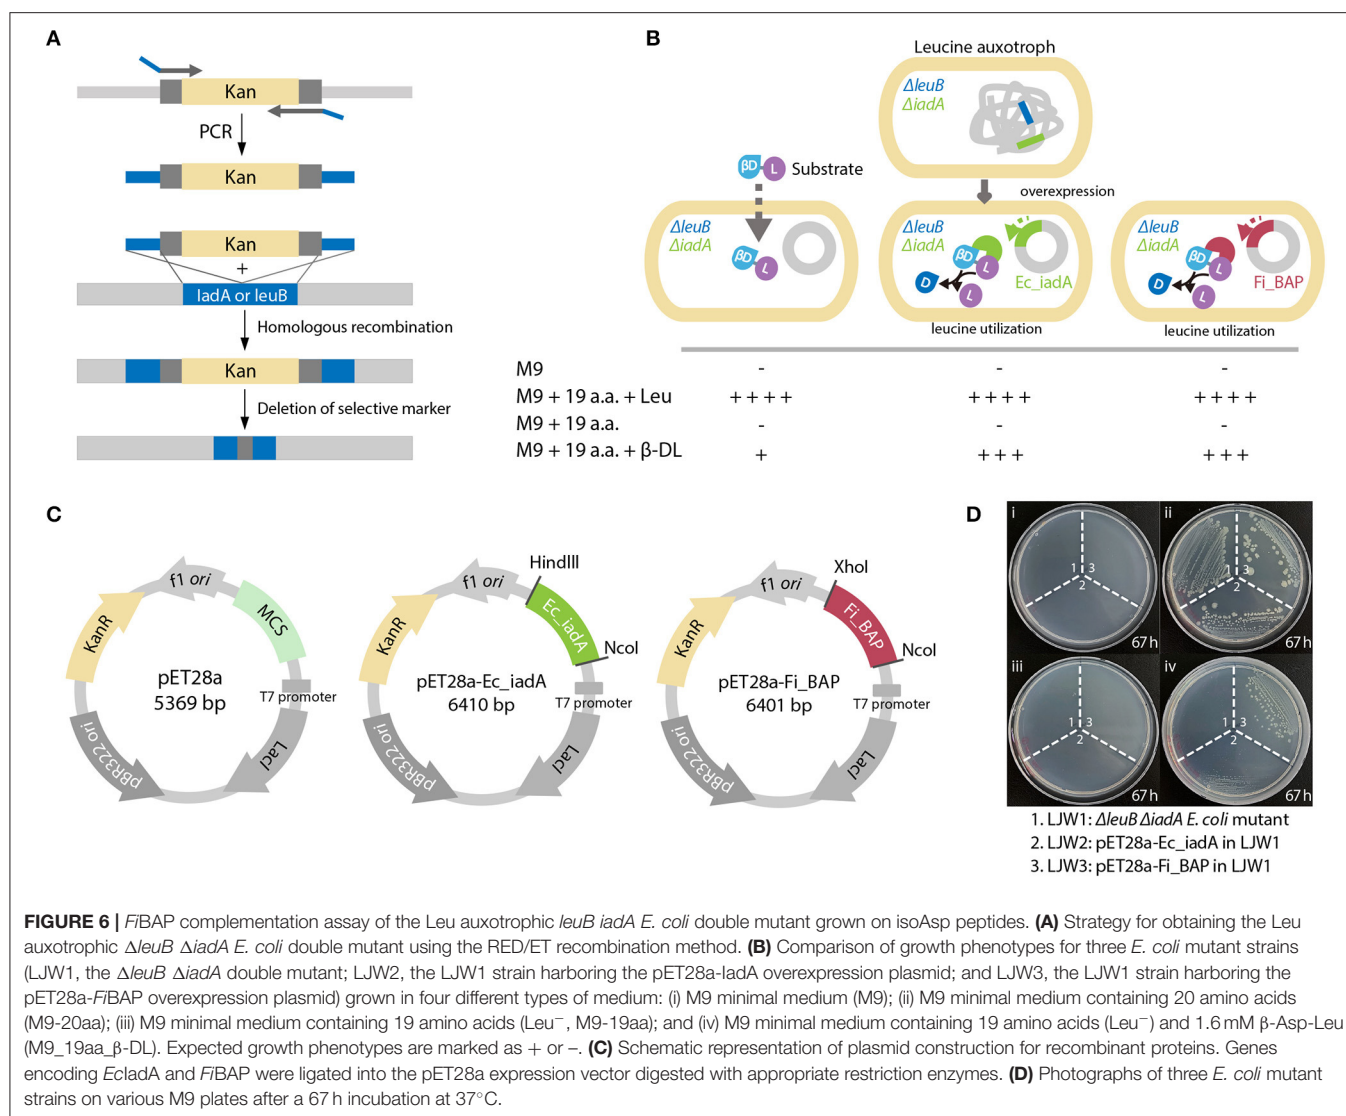 A
Kan
PCR
Kan
Kan
+
IadA or leuB
Homologous recombination
Kan
Deletion of selective marker
B
Leucine auxotroph
ΔleuB
ΔiadA
βD
L
Substrate
overexpression
ΔleuB
ΔiadA
βD
L
ΔleuB
ΔiadA
βD
L
D
L
Ec_iadA
leucine utilization
ΔleuB
ΔiadA
βD
L
D
L
Fi_BAP
leucine utilization
M9 - - -
M9 + 19 a.a. + Leu + + + + + + + + + + + +
M9 + 19 a.a. - - -
M9 + 19 a.a. + β-DL + + + + + + +
C
f1 ori
MCS
KanR
pET28a
5369 bp
T7 promoter
LacI
pBR322 ori
HindIII
f1 ori
Ec_iadA
NcoI
KanR
pET28a-Ec_iadA
6410 bp
T7 promoter
LacI
pBR322 ori
XhoI
f1 ori
Fi_BAP
NcoI
KanR
pET28a-Fi_BAP
6401 bp
T7 promoter
LacI
pBR322 ori
D
i
1 3
2
67 h
ii
1 3
2
67 h
iii
1 3
2
67 h
iv
1 3
2
67 h
1. LJW1: ΔleuB ΔiadA E. coli mutant
2. LJW2: pET28a-Ec_iadA in LJW1
3. LJW3: pET28a-Fi_BAP in LJW1
FIGURE 6 | FiBAP complementation assay of the Leu auxotrophic leuB iadA E. coli double mutant grown on isoAsp peptides. (A) Strategy for obtaining the Leu
auxotrophic ΔleuB ΔiadA E. coli double mutant using the RED/ET recombination method. (B) Comparison of growth phenotypes for three E. coli mutant strains
(LJW1, the ΔleuB ΔiadA double mutant; LJW2, the LJW1 strain harboring the pET28a-IadA overexpression plasmid; and LJW3, the LJW1 strain harboring the
pET28a-FiBAP overexpression plasmid) grown in four different types of medium: (i) M9 minimal medium (M9); (ii) M9 minimal medium containing 20 amino acids
(M9-20aa); (iii) M9 minimal medium containing 19 amino acids (Leu⁻, M9-19aa); and (iv) M9 minimal medium containing 19 amino acids (Leu⁻) and 1.6 mM β-Asp-Leu
(M9_19aa_β-DL). Expected growth phenotypes are marked as + or –. (C) Schematic representation of plasmid construction for recombinant proteins. Genes
encoding EcIadA and FiBAP were ligated into the pET28a expression vector digested with appropriate restriction enzymes. (D) Photographs of three E. coli mutant
strains on various M9 plates after a 67 h incubation at 37°C.